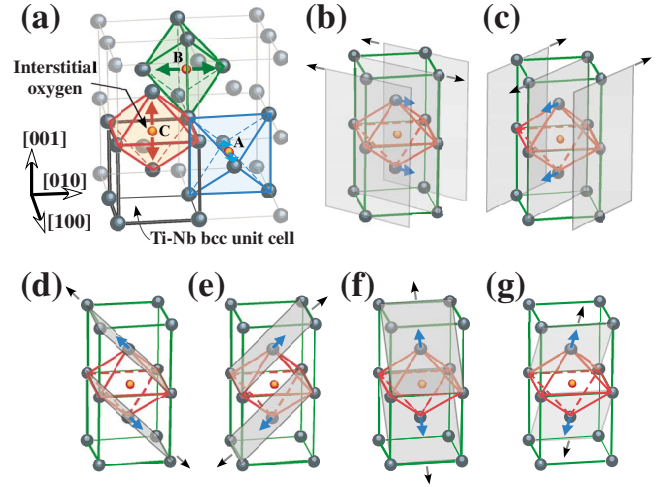 (a)
(b)
(c)
B
Interstitial
oxygen
C
A
[001]
[010]
[100]
Ti-Nb bcc unit cell
(d)
(e)
(f)
(g)